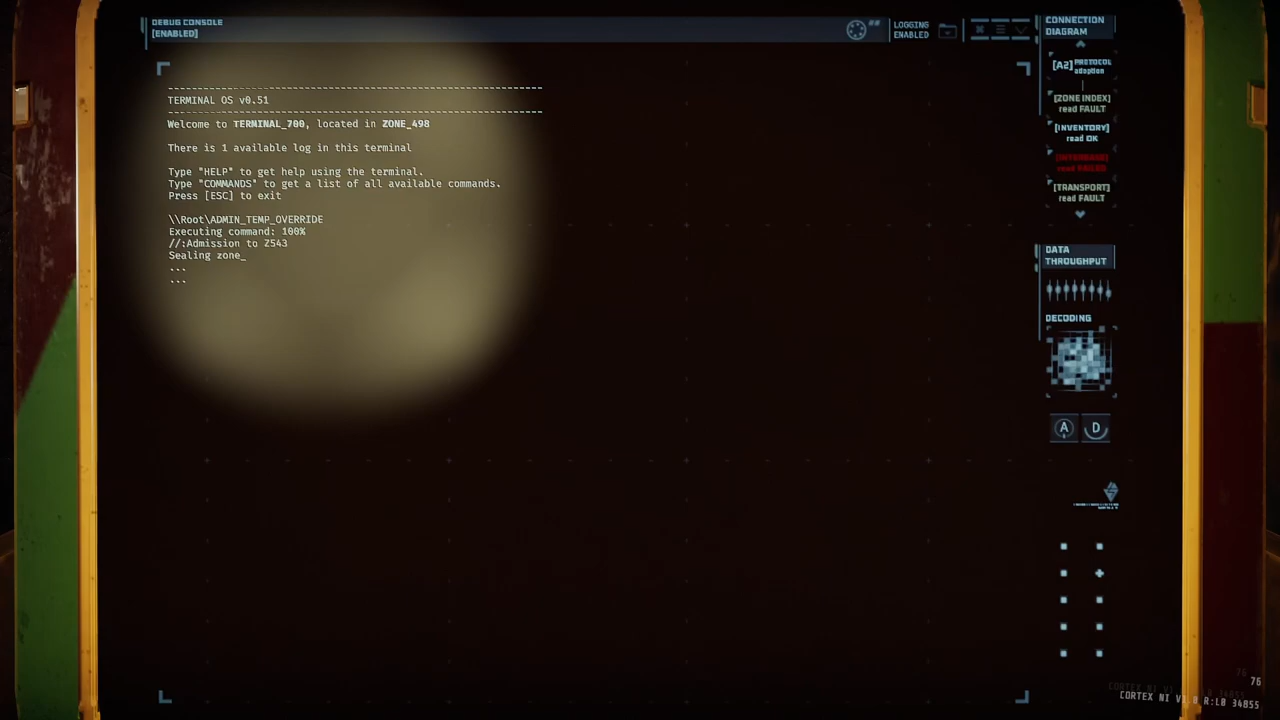 DEBUG CONSOLE
[ENABLED]
LOGGING
ENABLED
CONNECTION
DIAGRAM
[A2] PROTOCOL
adaption
[ZONE INDEX]
read FAULT
[INVENTORY]
read OK
read FAILED
[TRANSPORT]
read FAULT
DATA
THROUGHPUT
DECODING
A D
--------------------------------------------------------------
TERMINAL OS v0.51
--------------------------------------------------------------
Welcome to TERMINAL_700, located in ZONE_498
There is 1 available log in this terminal
Type "HELP" to get help using the terminal.
Type "COMMANDS" to get a list of all available commands.
Press [ESC] to exit
\\Root\ADMIN_TEMP_OVERRIDE
Executing command: 100%
//:Admission to Z543
Sealing zone_
...
...
76
CORTEX NI V1.0 R:L0 34855